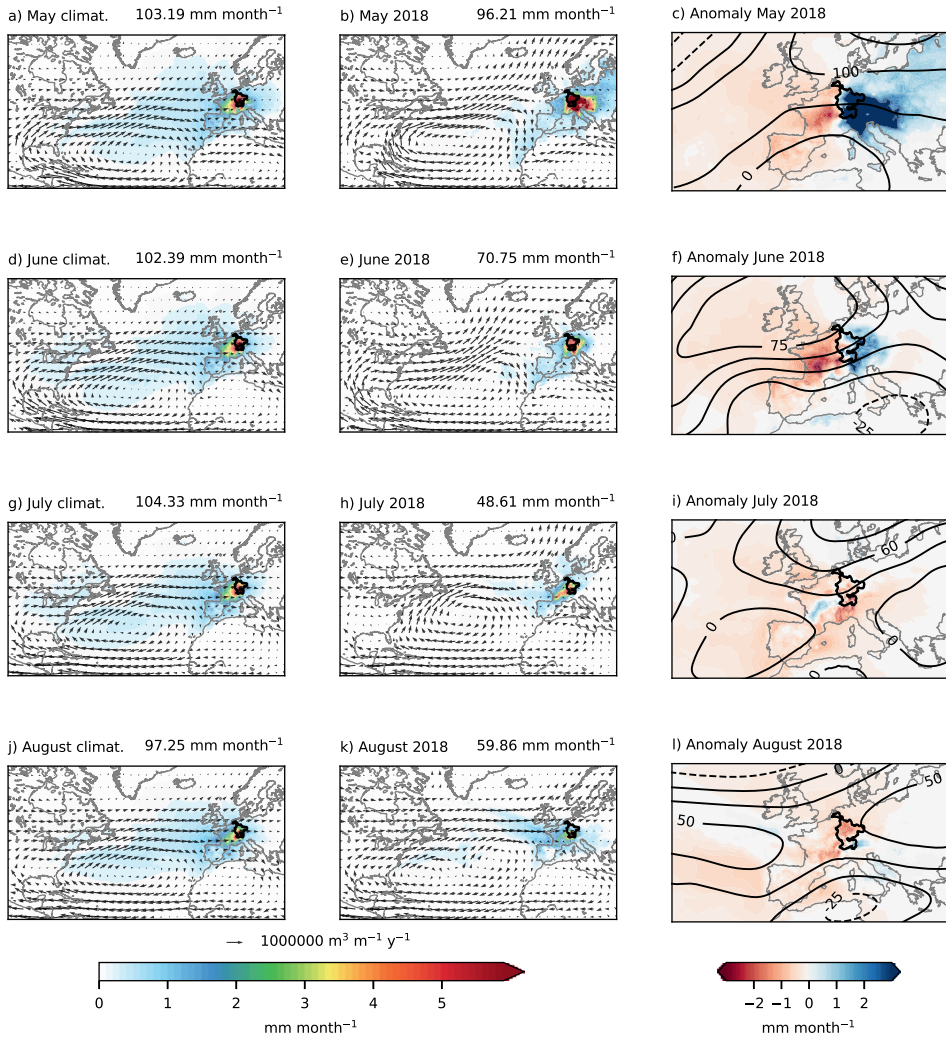 a) May climat. 103.19 mm month⁻¹
b) May 2018 96.21 mm month⁻¹
c) Anomaly May 2018
100
0
d) June climat. 102.39 mm month⁻¹
e) June 2018 70.75 mm month⁻¹
f) Anomaly June 2018
75
-25
g) July climat. 104.33 mm month⁻¹
h) July 2018 48.61 mm month⁻¹
i) Anomaly July 2018
0
60
0
0
0
j) August climat. 97.25 mm month⁻¹
k) August 2018 59.86 mm month⁻¹
l) Anomaly August 2018
0
50
50
-25
1000000 m³ m⁻¹ y⁻¹
0 1 2 3 4 5
mm month⁻¹
−2 −1 0 1 2
mm month⁻¹